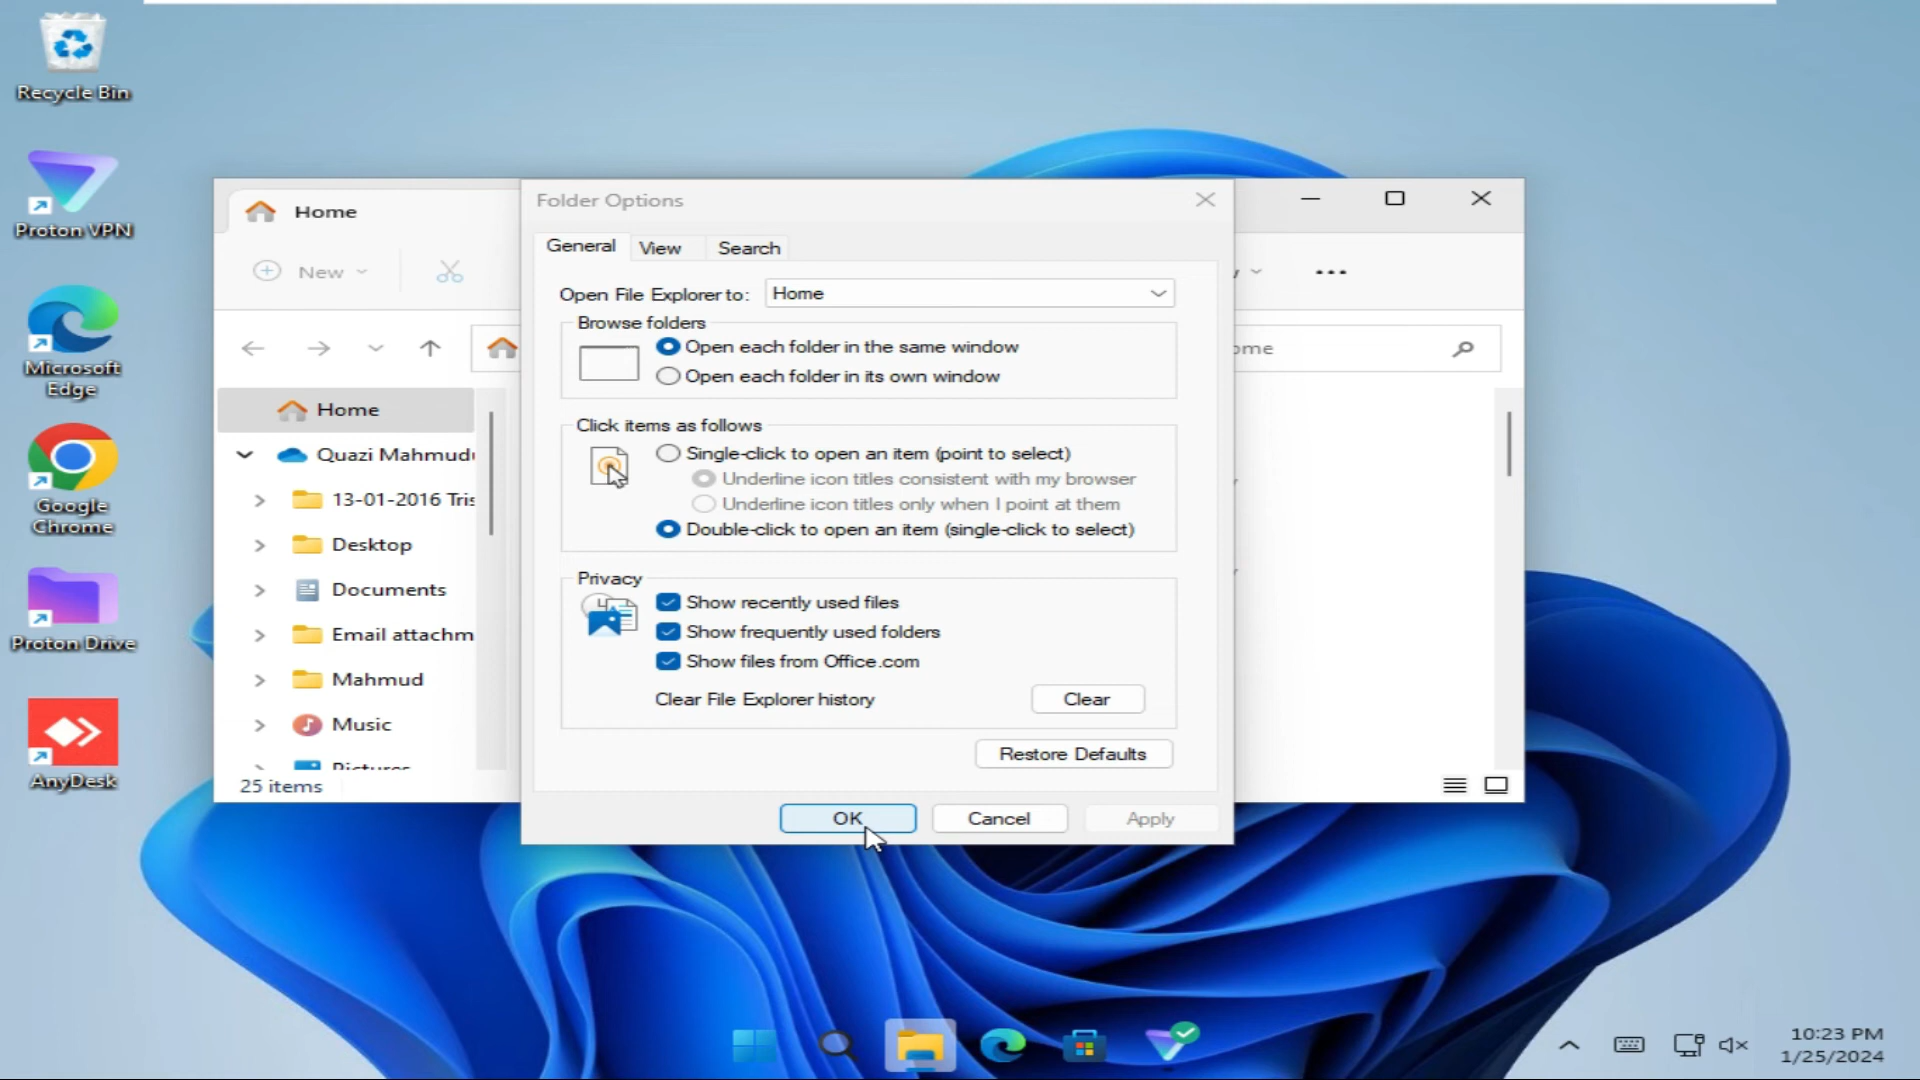 Recycle Bin
Proton VPN
Microsoft
Edge
Google
Chrome
Proton Drive
AnyDesk
Home
New
Home
Quazi
13-01-2016
Desktop
Documents
Email
Mahmud
Music
Pictures
25 items
Folder Options
General
View
Search
Open File Explorer to:
Home
Browse folders
Open each folder in the same window
Open each folder in its own window
Click items as follows
Single-click to open an item (point to select)
Underline icon titles consistent with my browser
Underline icon titles only when I point at them
Double-click to open an item (single-click to select)
Privacy
Show recently used files
Show frequently used folders
Show files from Office.com
Clear File Explorer history
Clear
Restore Defaults
OK
Cancel
Apply
10:23 PM
1/25/2024